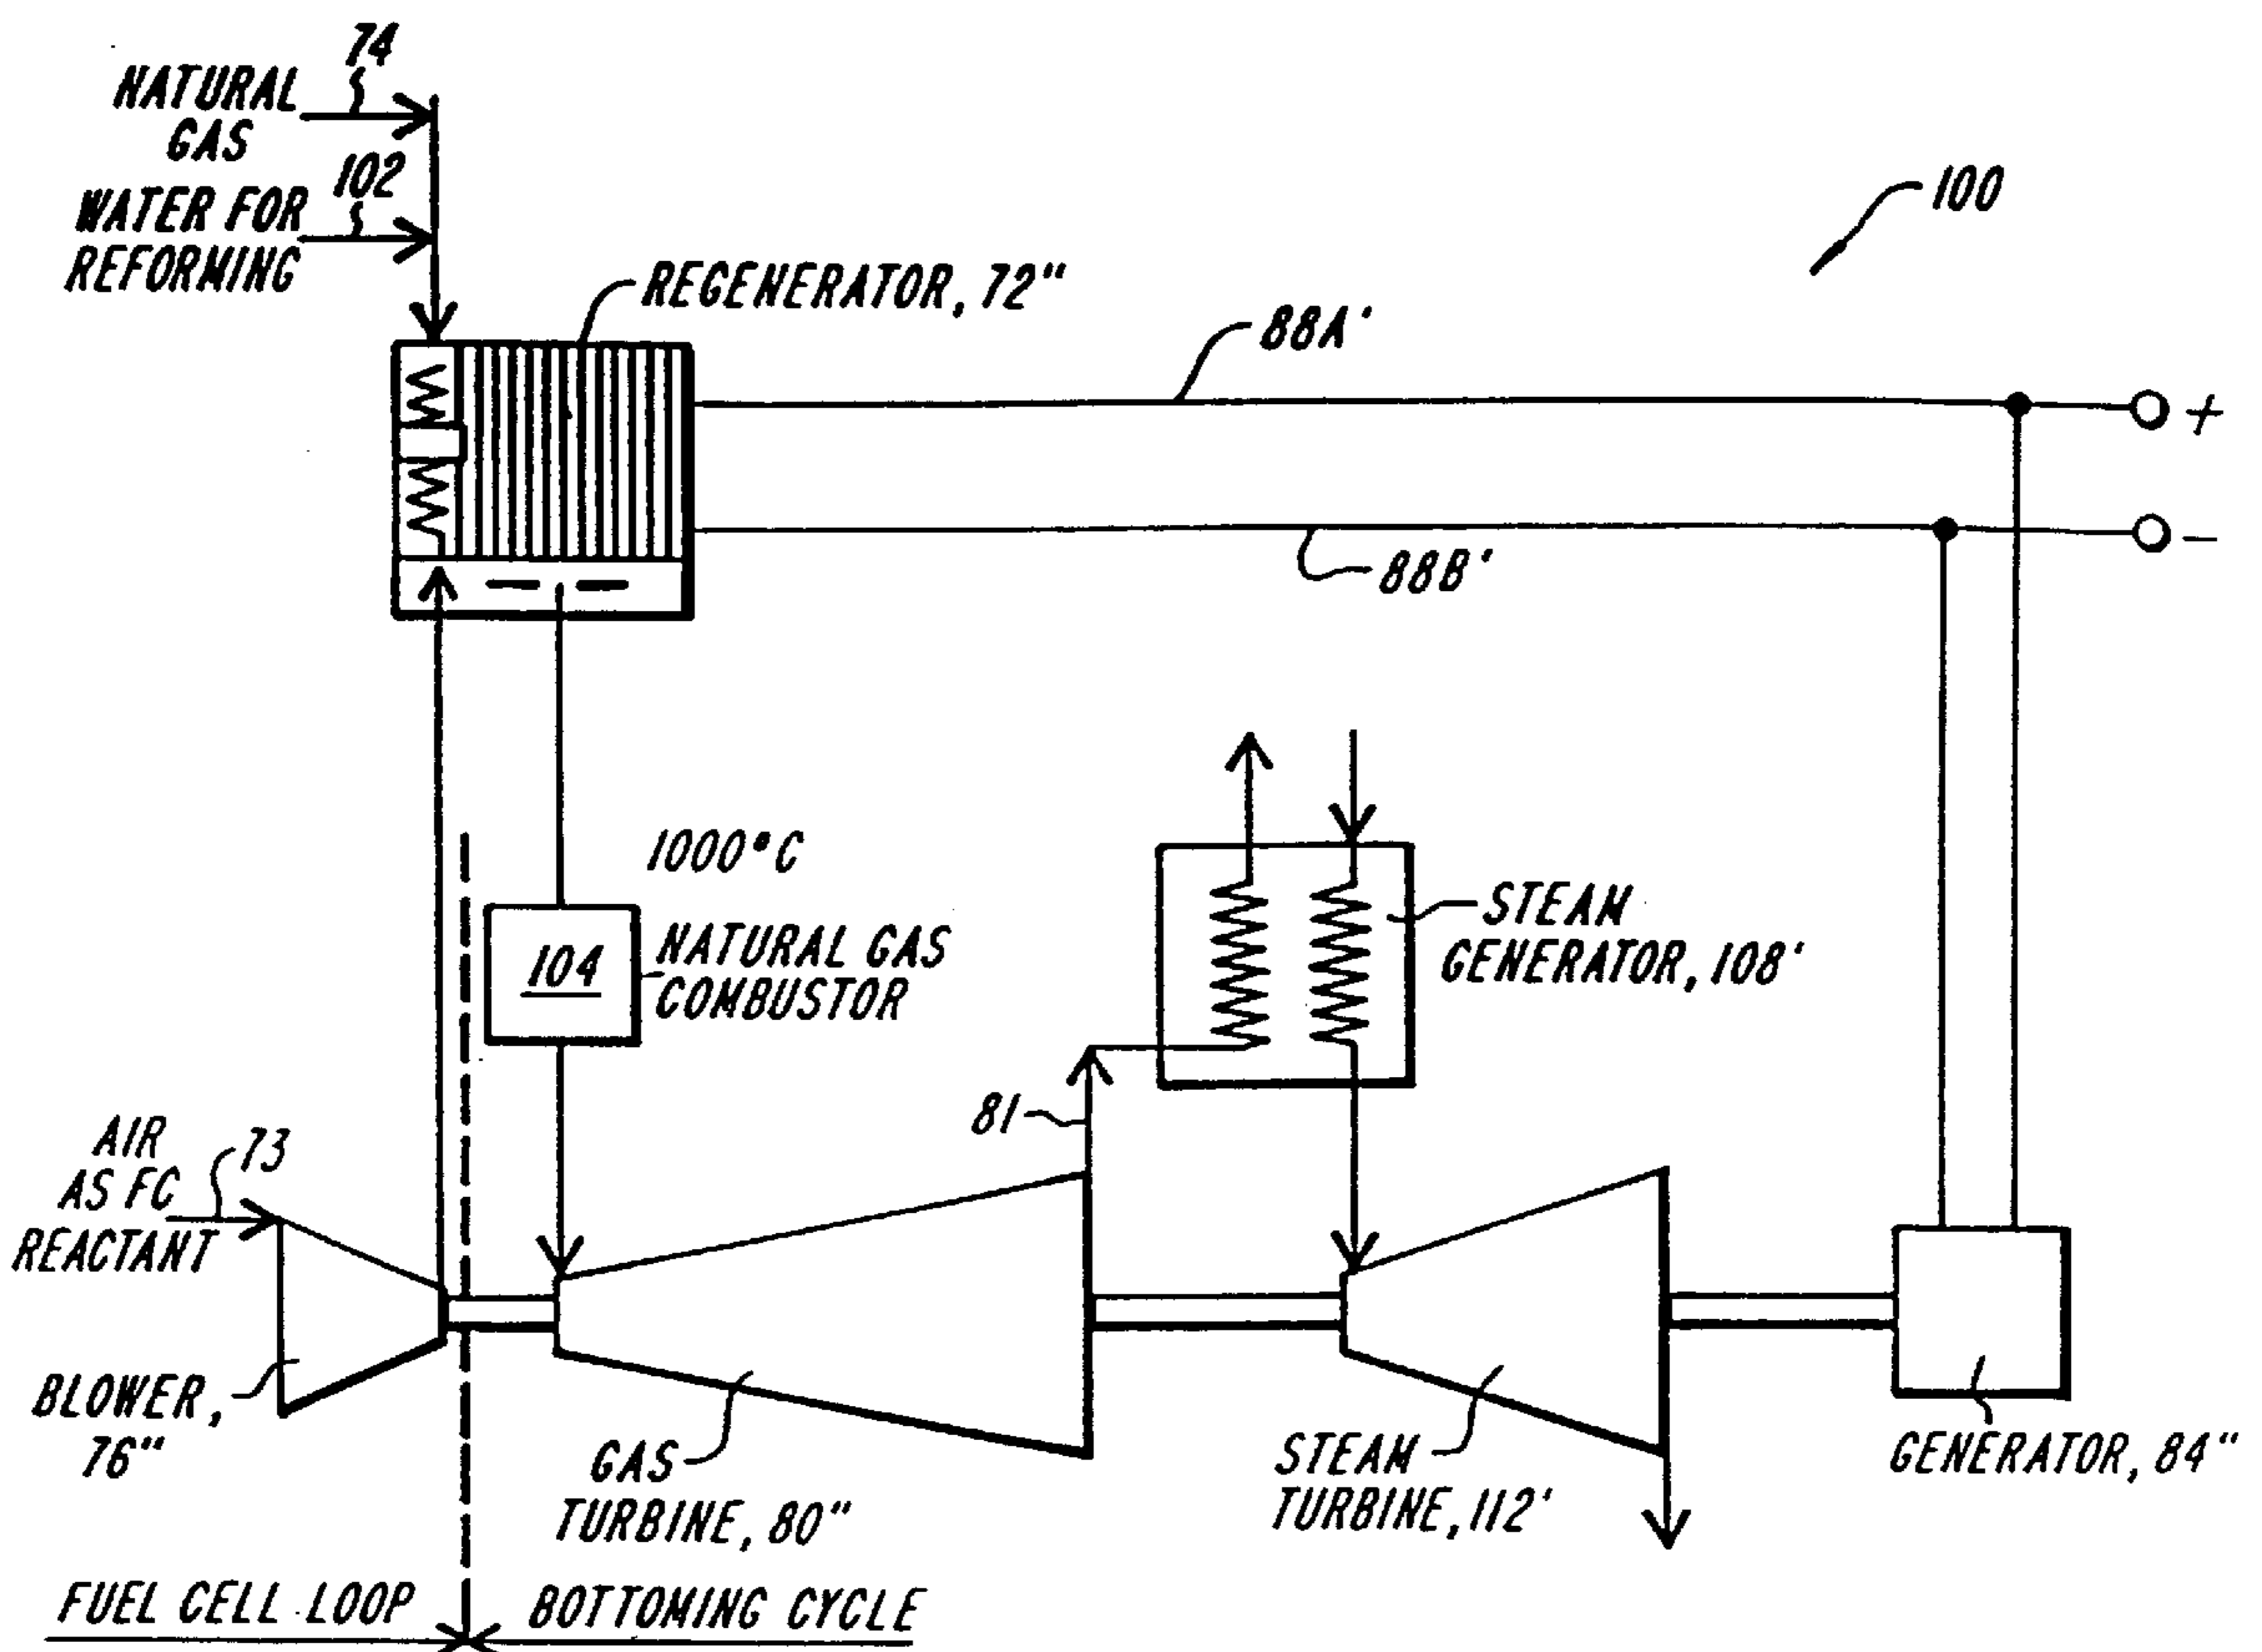 74
NATURAL
GAS
102
WATER FOR
REFORMING
REGENERATOR, 72"
100
88A'
+
88B'
–
1000°C
104
NATURAL GAS
COMBUSTOR
STEAM
GENERATOR, 108'
81
AIR
AS FC
REACTANT
73
BLOWER,
76"
GAS
TURBINE, 80"
STEAM
TURBINE, 112'
GENERATOR, 84"
FUEL CELL LOOP
BOTTOMING CYCLE